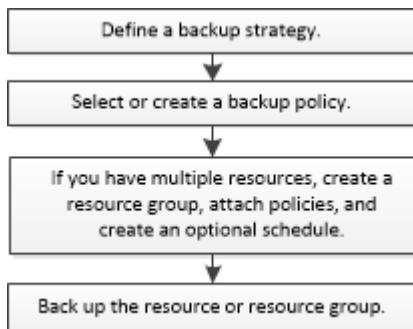 Define a backup strategy.
Select or create a backup policy.
If you have multiple resources, create a
resource group, attach policies, and
create an optional schedule.
Back up the resource or resource group.